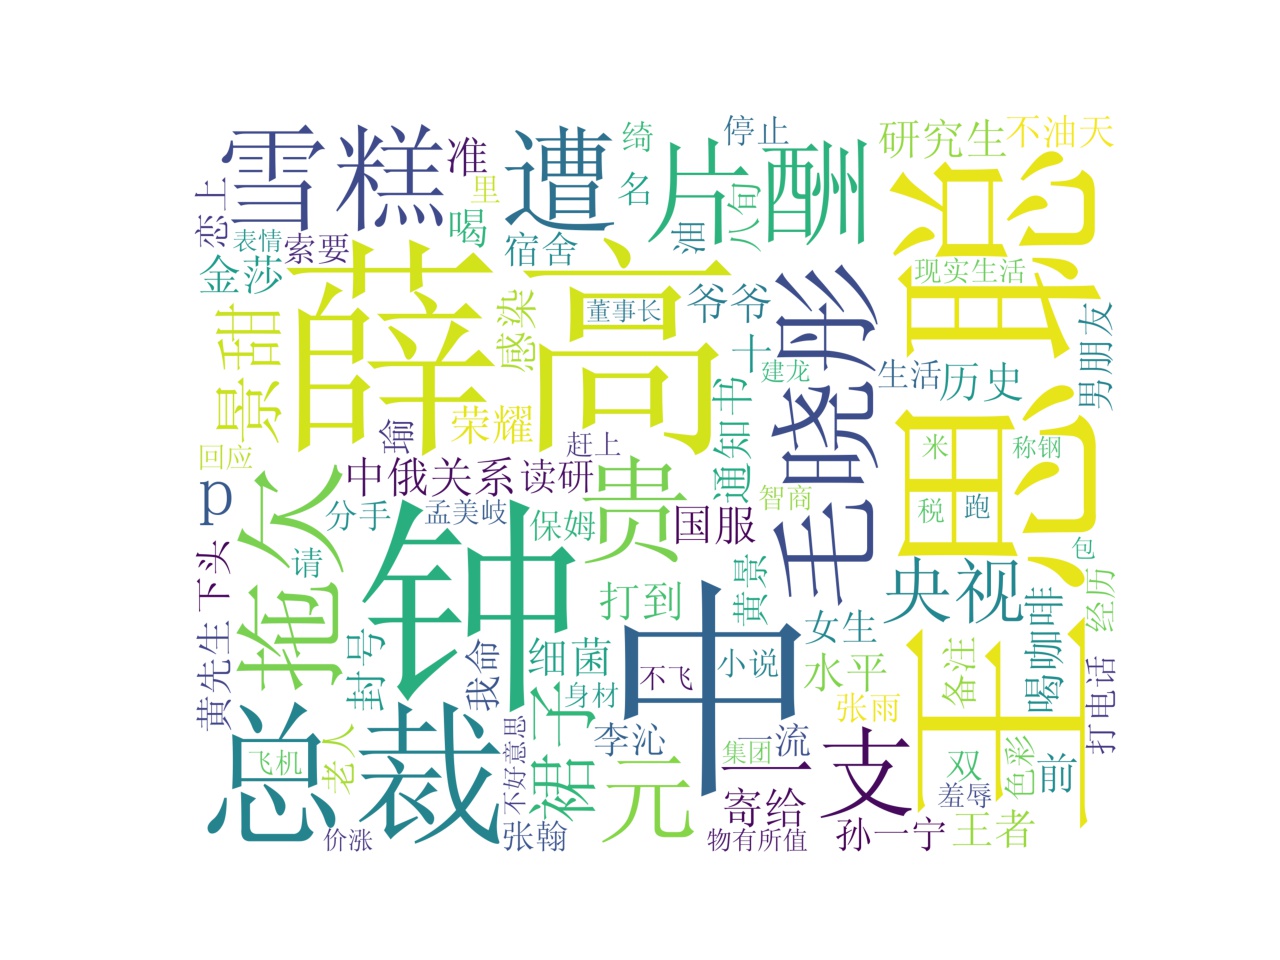 雪糕
遭
片酬
王思聪
薛高
钟
中
总裁
毛晓彤
拖欠
贵
央视
一支
元
裙子
景甜
研究生
不油天
停止
绮
名
准
里
喝
宿舍
油
八旬
恋上
表情
索要
金莎
感染
董事长
爷爷
十
建龙
现实生活
男朋友
生活
历史
荣耀
瑜
赶上
通知书
回应
中俄关系
读研
米
称钢
税
跑
p
分手
孟美岐
保姆
国服
智商
包
下头
请
打到
黄景
女生
喝咖啡
经历
黄先生
封号
我命
细菌
不飞
小说
水平
备注
身材
张雨
打电话
李沁
一流
老人
飞机
不好意思
集团
双
色彩
前
羞辱
寄给
价涨
张翰
物有所值
孙一宁
王者